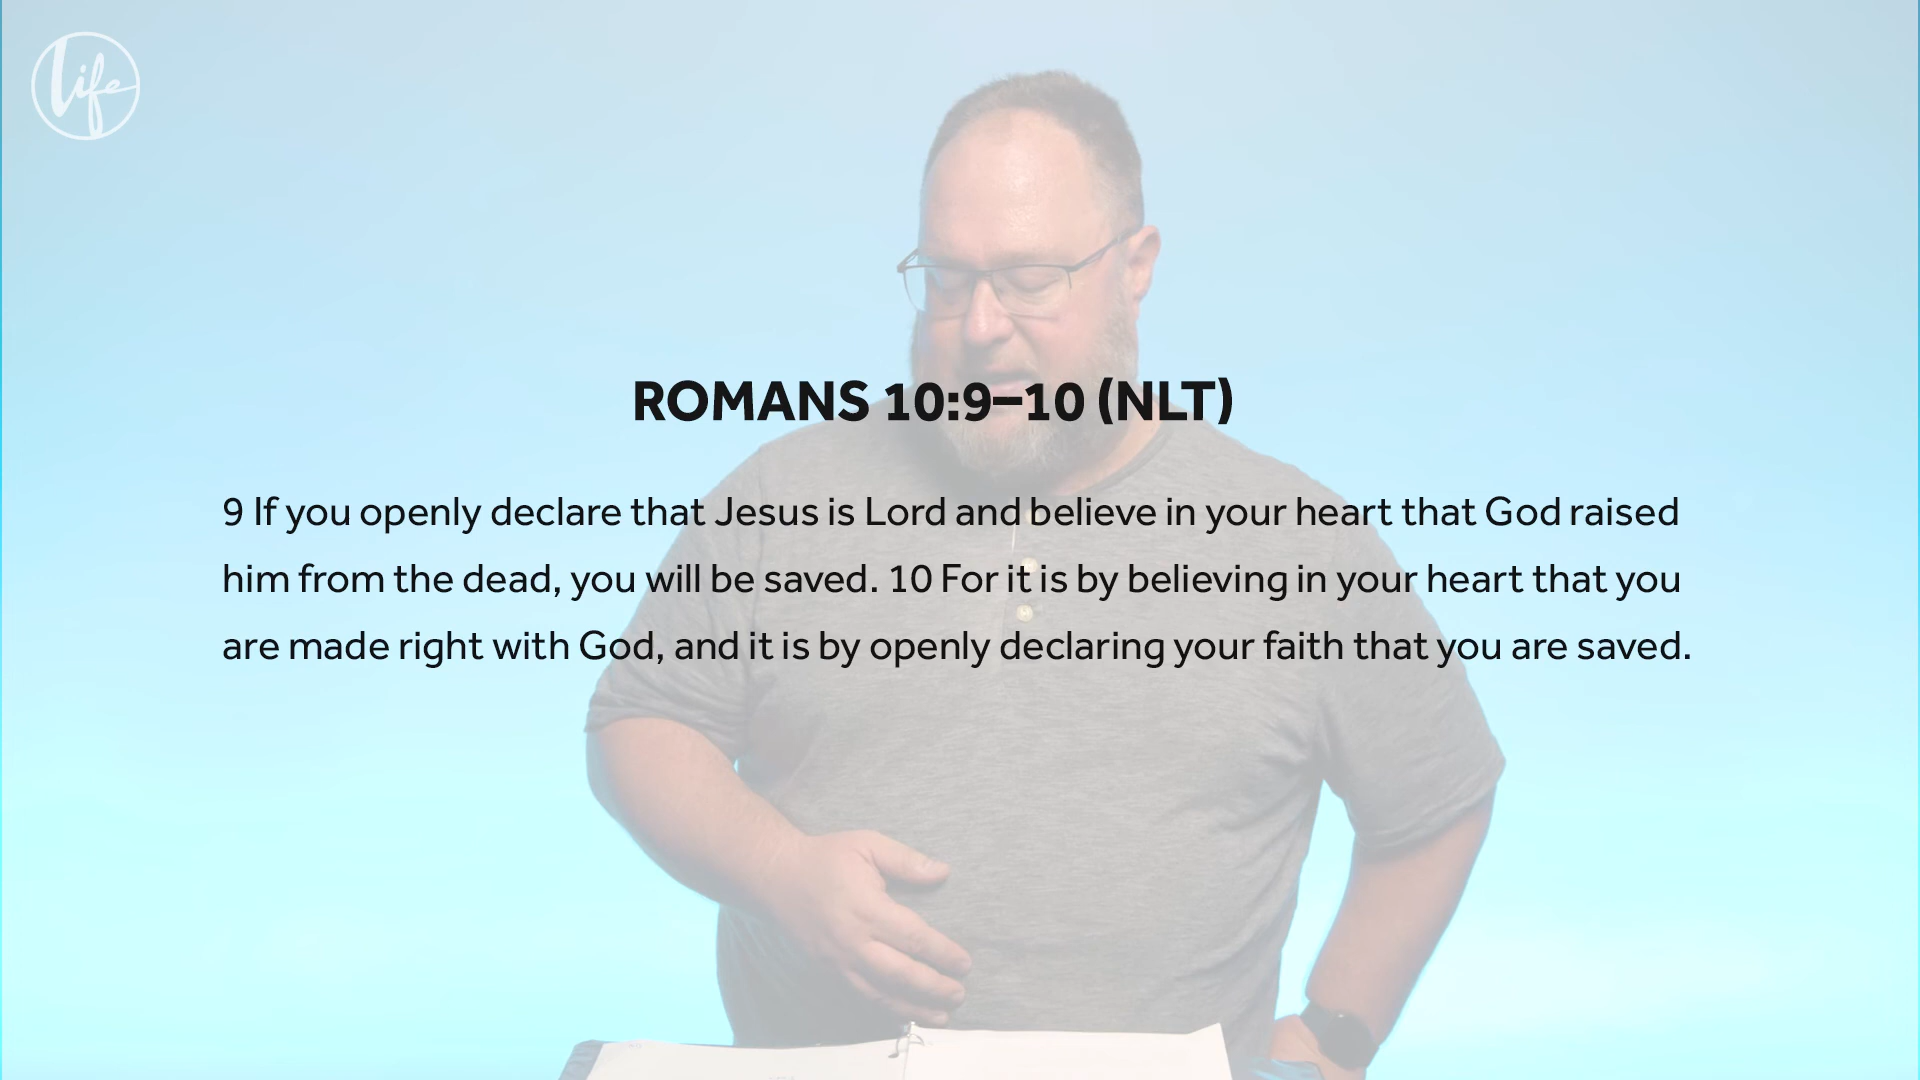 Life
ROMANS 10:9–10 (NLT)
9 If you openly declare that Jesus is Lord and believe in your heart that God raised
him from the dead, you will be saved. 10 For it is by believing in your heart that you
are made right with God, and it is by openly declaring your faith that you are saved.